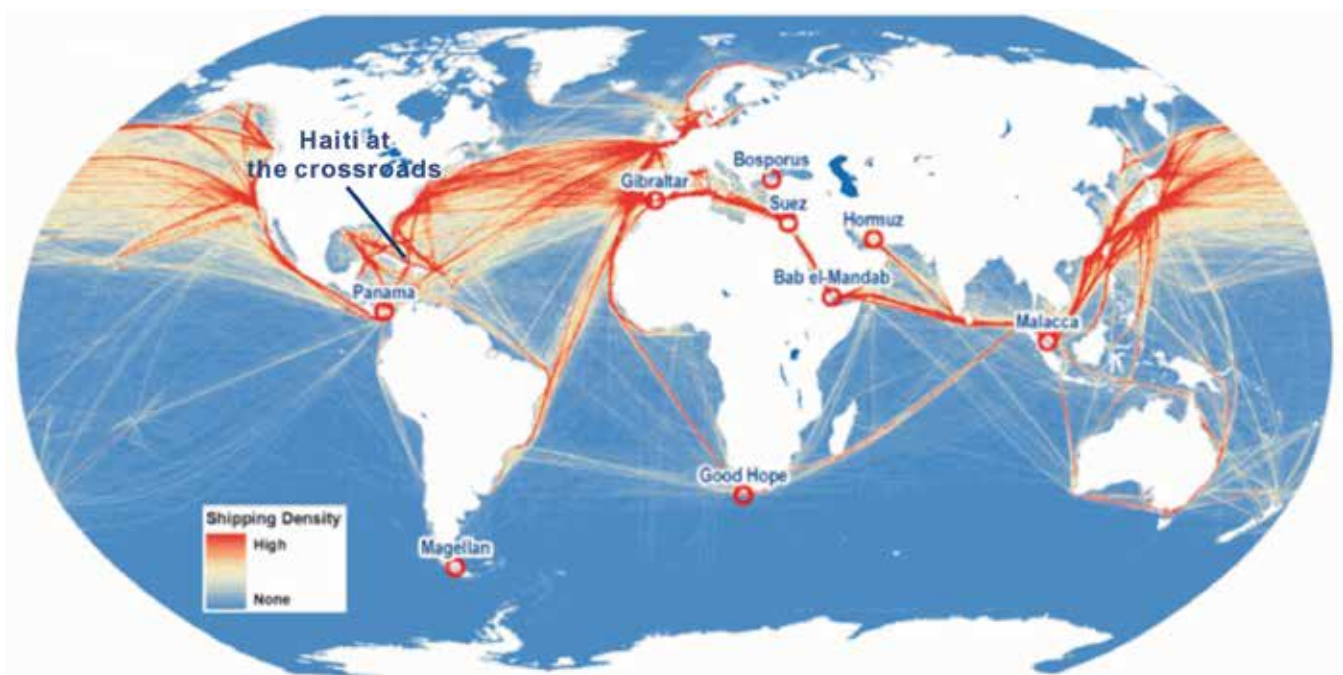 Haiti at
the crossroads
Bosporus
Gibraltar
Suez
Hormuz
Bab el-Mandab
Panama
Malacca
Good Hope
Magellan
Shipping Density
High
None